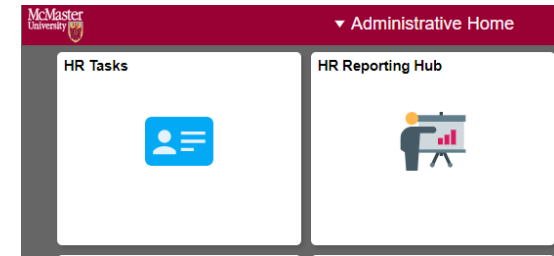 McMaster
University
▾ Administrative Home
HR Tasks
HR Reporting Hub